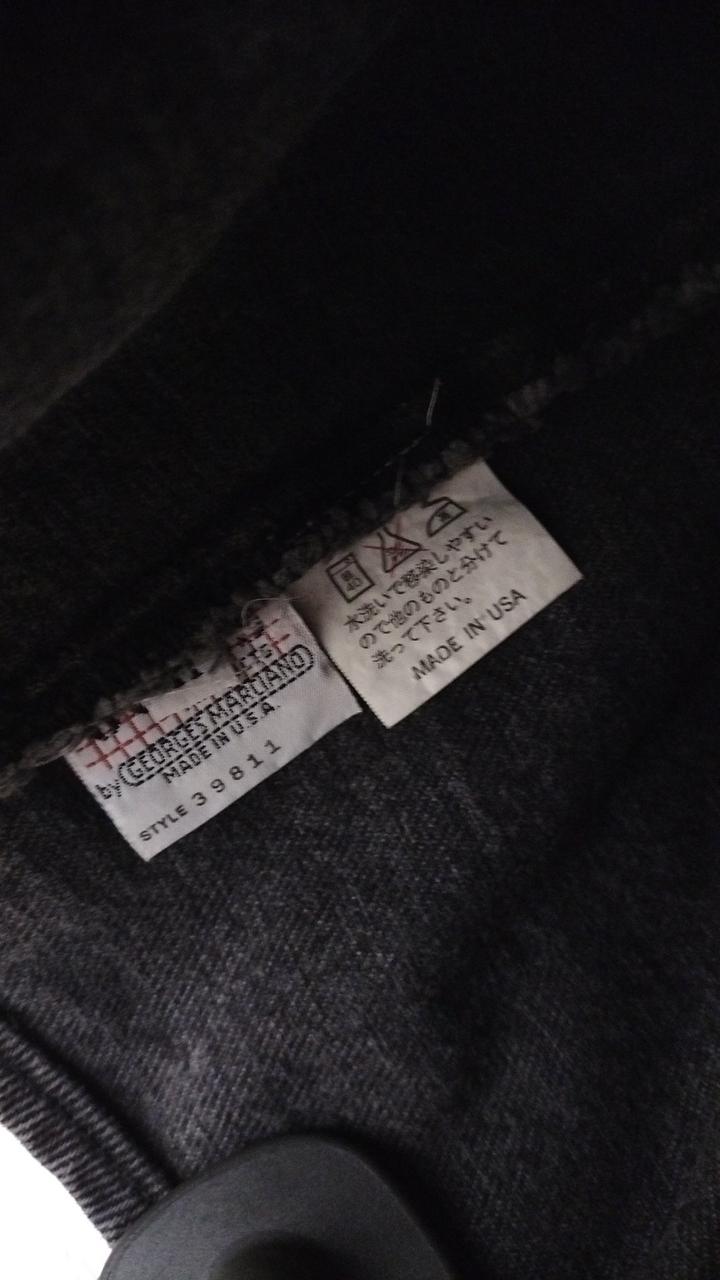 by GEORGES MARCIANO
MADE IN U.S.A.
STYLE 39811
40
水洗いで移染しやすい
ので他のものと分けて
洗って下さい。
MADE IN USA